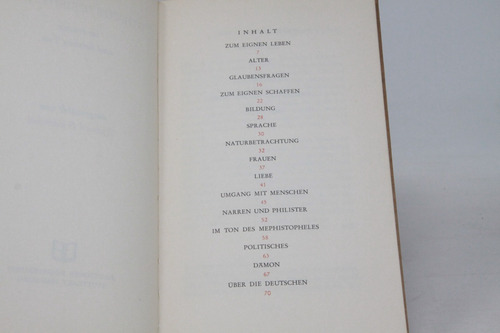 INHALT
ZUM EIGNEN LEBEN
7
ALTER
13
GLAUBENSFRAGEN
16
ZUM EIGNEN SCHAFFEN
22
BILDUNG
28
SPRACHE
30
NATURBETRACHTUNG
32
FRAUEN
37
LIEBE
41
UMGANG MIT MENSCHEN
45
NARREN UND PHILISTER
52
IM TON DES MEPHISTOPHELES
58
POLITISCHES
63
DÄMON
67
ÜBER DIE DEUTSCHEN
70